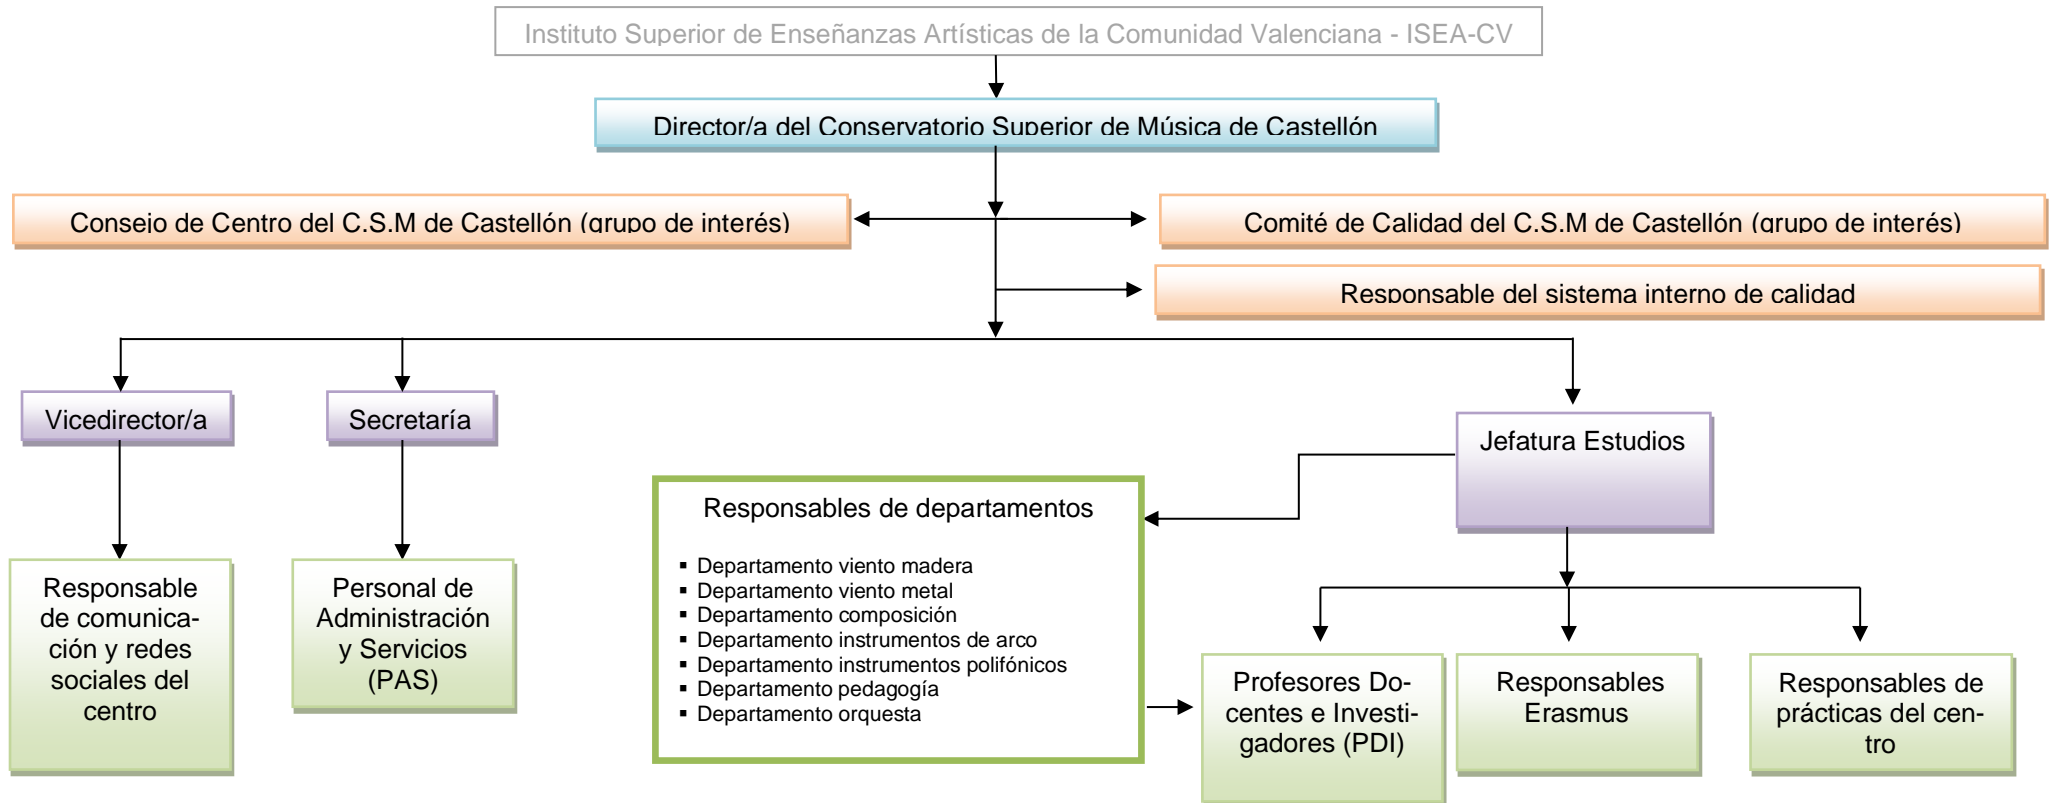 Instituto Superior de Enseñanzas Artísticas de la Comunidad Valenciana - ISEA-CV
Director/a del Conservatorio Superior de Música de Castellón
Consejo de Centro del C.S.M de Castellón (grupo de interés)
Comité de Calidad del C.S.M de Castellón (grupo de interés)
Responsable del sistema interno de calidad
Vicedirector/a
Secretaría
Jefatura Estudios
Responsables de departamentos
▪ Departamento viento madera
▪ Departamento viento metal
▪ Departamento composición
▪ Departamento instrumentos de arco
▪ Departamento instrumentos polifónicos
▪ Departamento pedagogía
▪ Departamento orquesta
Responsable
de comunica-
ción y redes
sociales del
centro
Personal de
Administración
y Servicios
(PAS)
Profesores Do-
centes e Investi-
gadores (PDI)
Responsables
Erasmus
Responsables de
prácticas del cen-
tro